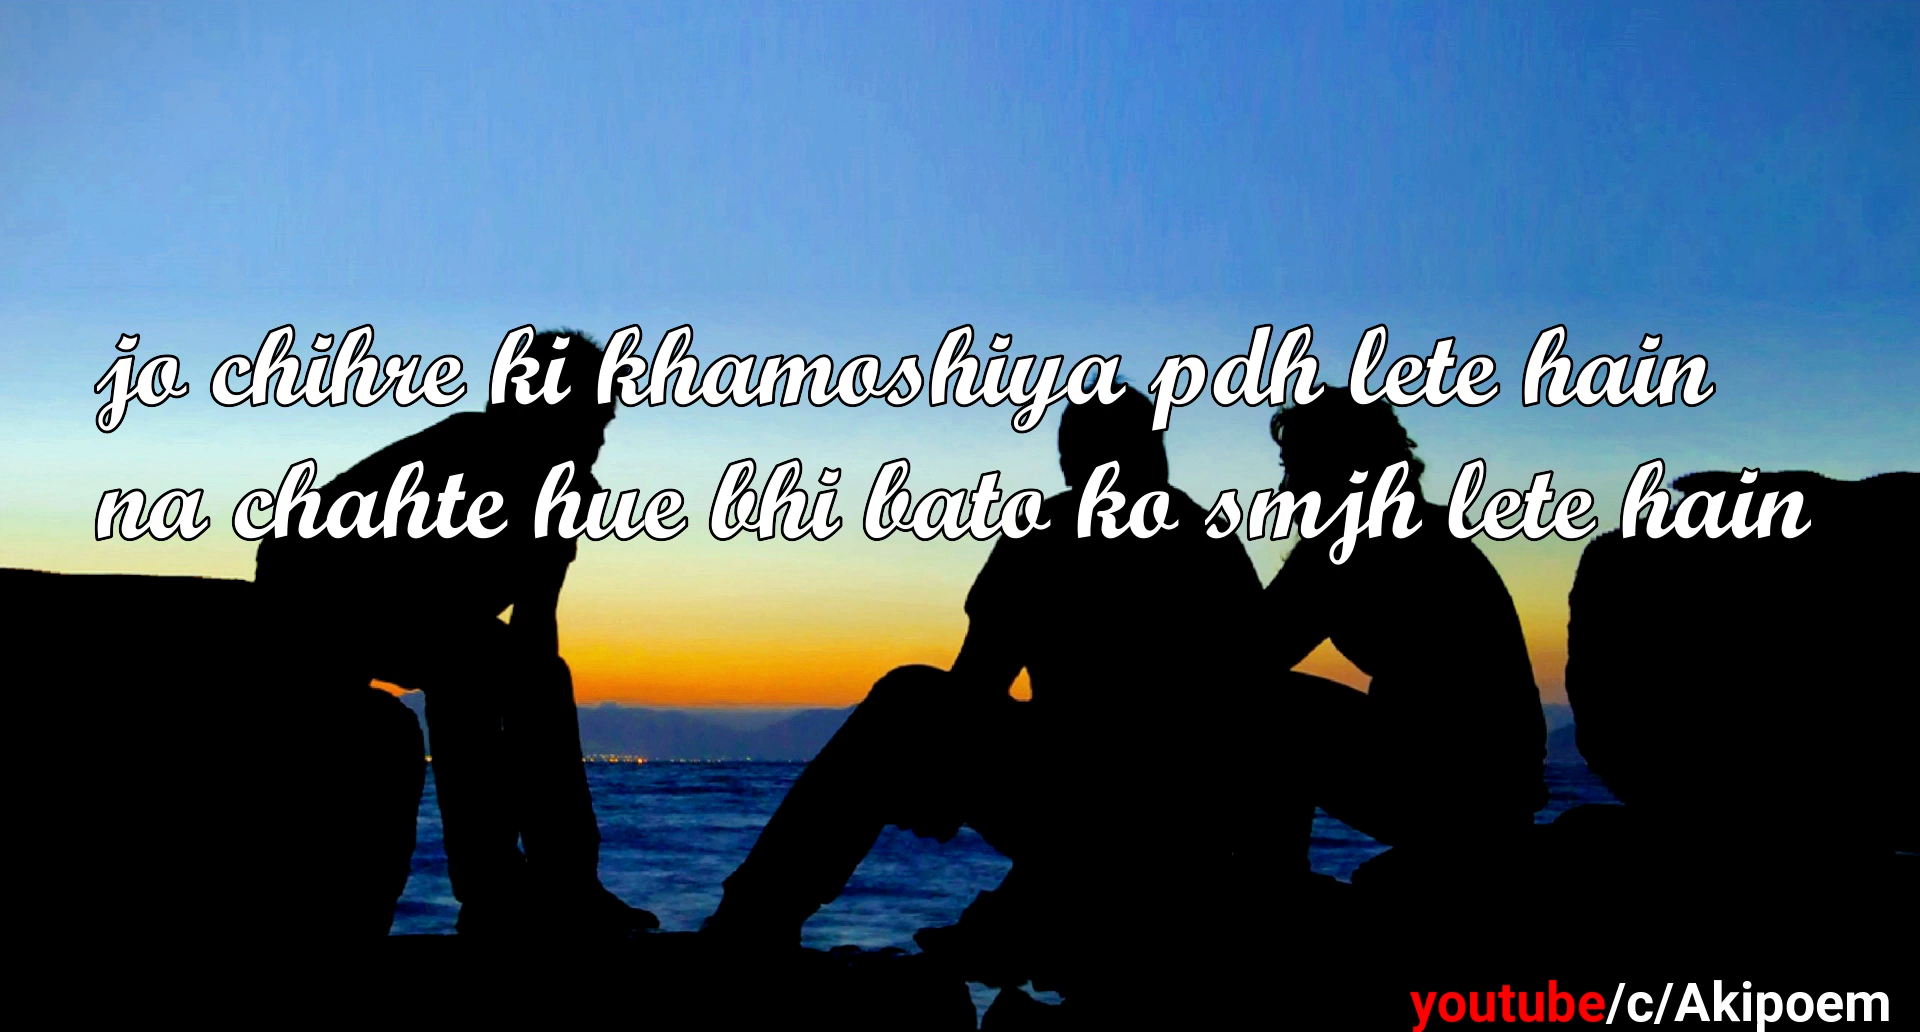 jo chihre ki khamoshiya pdh lete hain
na chahte hue bhi bato ko smjh lete hain
youtube/c/Akipoem